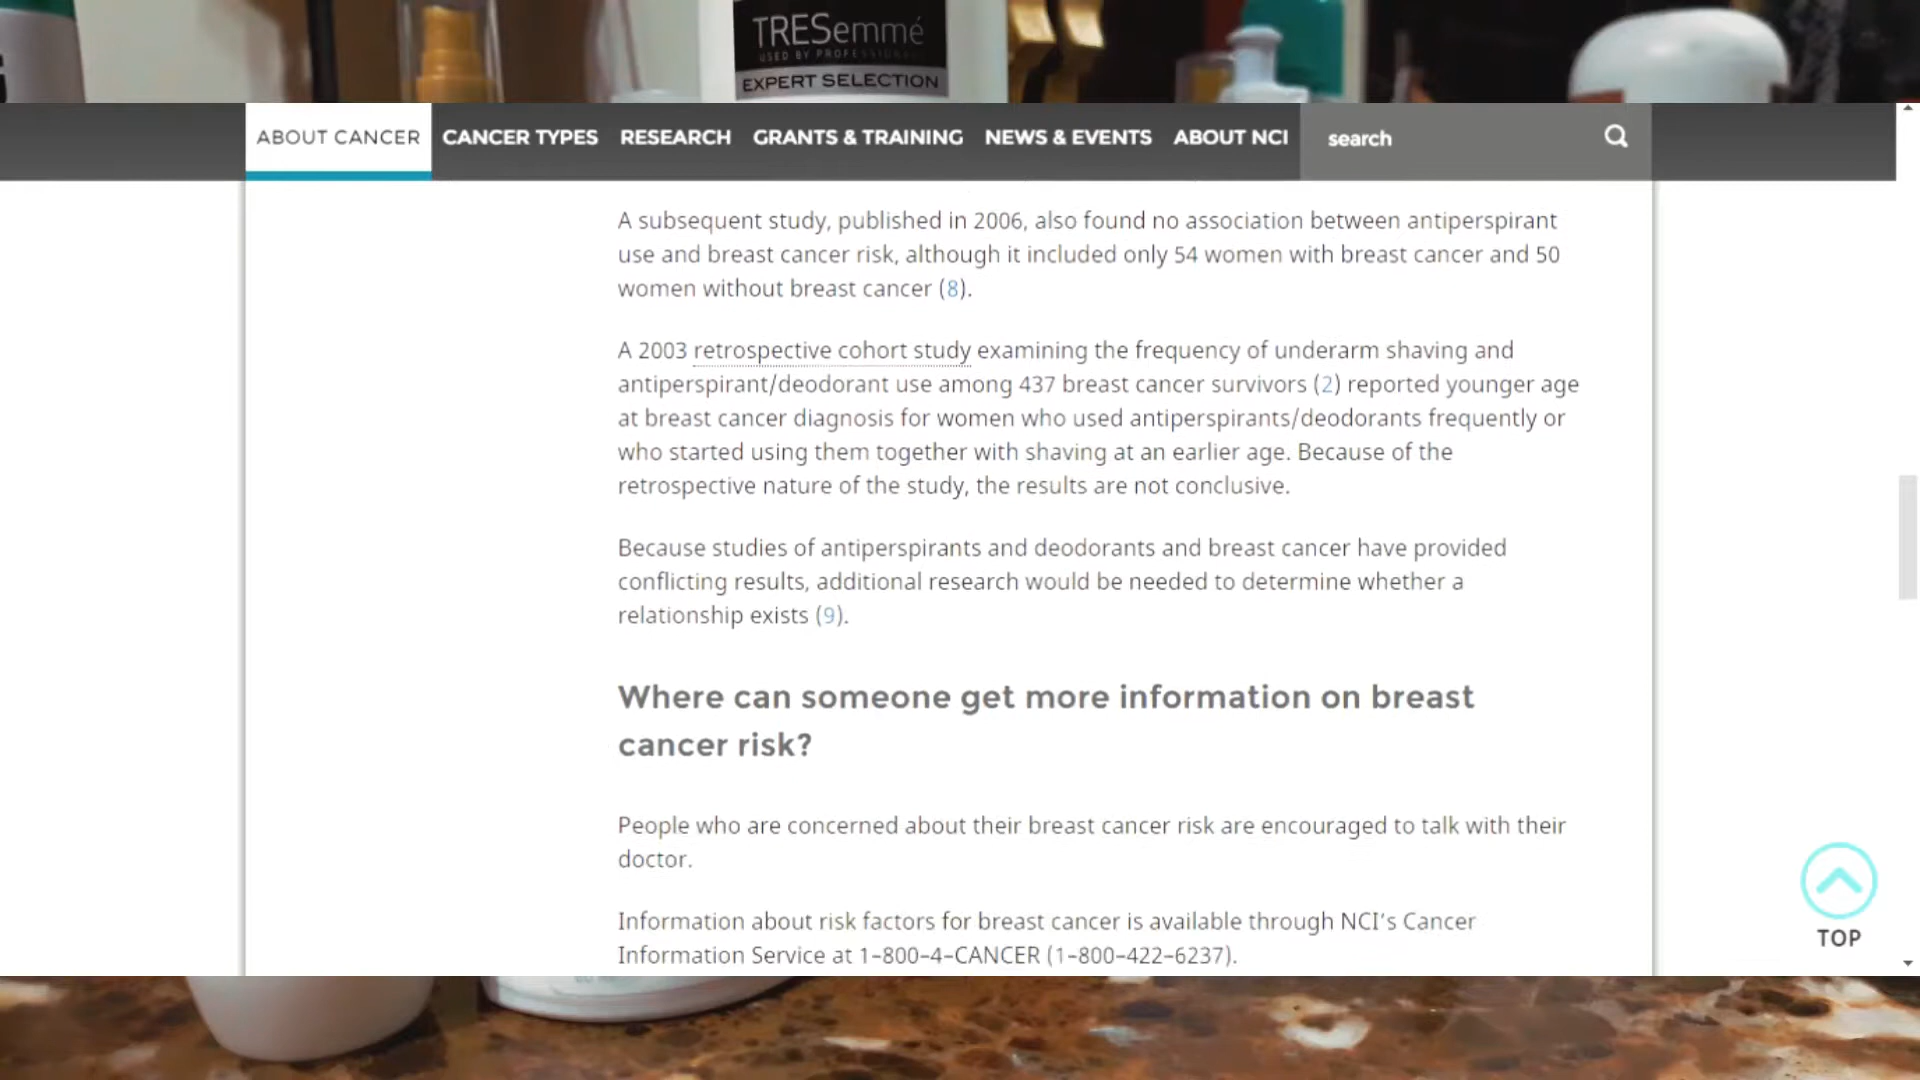 TRESemmé
USED BY PROFESSIONALS
EXPERT SELECTION
ABOUT CANCER CANCER TYPES RESEARCH GRANTS & TRAINING NEWS & EVENTS ABOUT NCI search
A subsequent study, published in 2006, also found no association between antiperspirant
use and breast cancer risk, although it included only 54 women with breast cancer and 50
women without breast cancer (8).
A 2003 retrospective cohort study examining the frequency of underarm shaving and
antiperspirant/deodorant use among 437 breast cancer survivors (2) reported younger age
at breast cancer diagnosis for women who used antiperspirants/deodorants frequently or
who started using them together with shaving at an earlier age. Because of the
retrospective nature of the study, the results are not conclusive.
Because studies of antiperspirants and deodorants and breast cancer have provided
conflicting results, additional research would be needed to determine whether a
relationship exists (9).
Where can someone get more information on breast
cancer risk?
People who are concerned about their breast cancer risk are encouraged to talk with their
doctor.
Information about risk factors for breast cancer is available through NCI's Cancer
Information Service at 1-800-4-CANCER (1-800-422-6237).
TOP